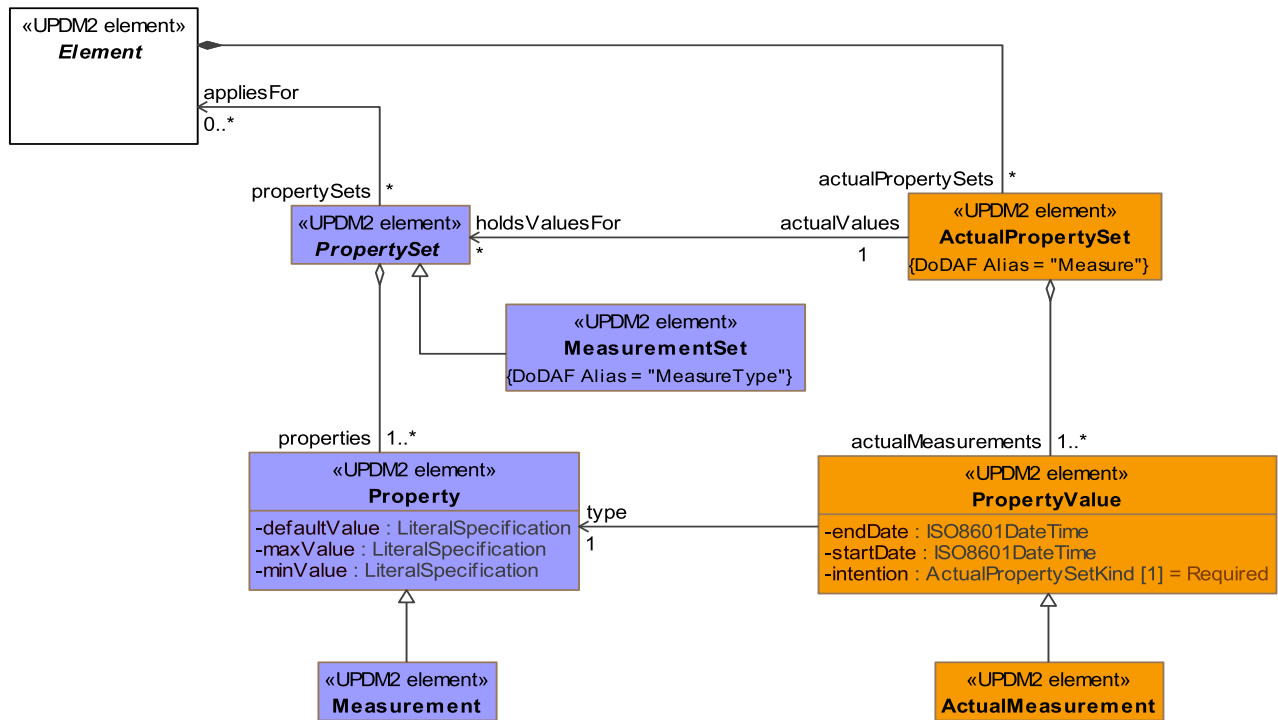 «UPDM2 element»
Element
appliesFor
0..*
propertySets *
actualPropertySets *
«UPDM2 element»
PropertySet
holdsValuesFor
*
actualValues
1
«UPDM2 element»
ActualPropertySet
{DoDAF Alias = "Measure"}
«UPDM2 element»
MeasurementSet
{DoDAF Alias = "MeasureType"}
properties 1..*
actualMeasurements 1..*
«UPDM2 element»
Property
-defaultValue : LiteralSpecification
-maxValue : LiteralSpecification
-minValue : LiteralSpecification
type
1
«UPDM2 element»
PropertyValue
-endDate : ISO8601DateTime
-startDate : ISO8601DateTime
-intention : ActualPropertySetKind [1] = Required
«UPDM2 element»
Measurement
«UPDM2 element»
ActualMeasurement